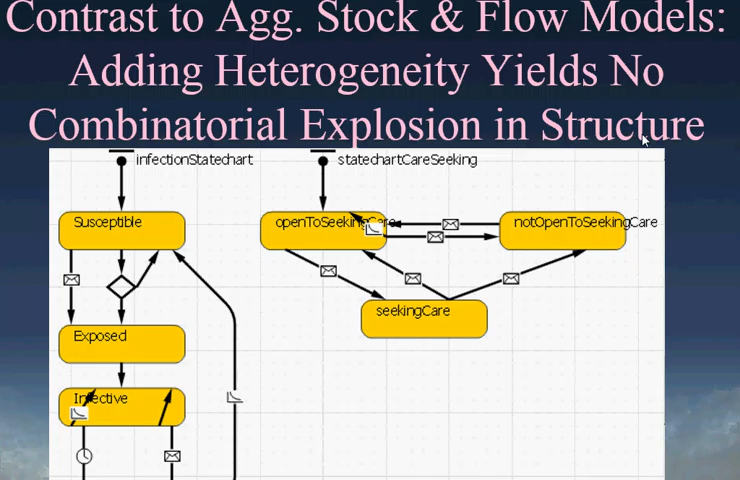 Contrast to Agg. Stock & Flow Models:
Adding Heterogeneity Yields No
Combinatorial Explosion in Structure
infectionStatechart
statechartCareSeeking
Susceptible
openToSeekingCare
notOpenToSeekingCare
seekingCare
Exposed
Infective